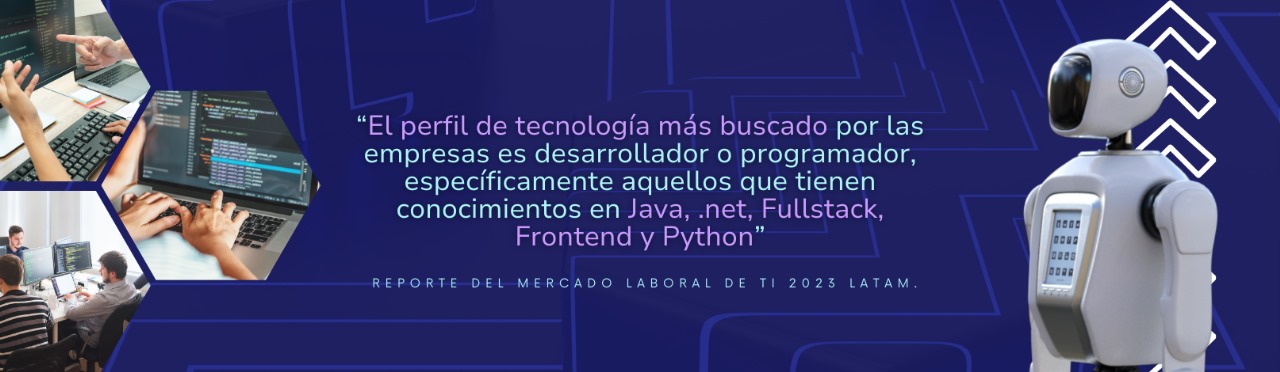 “El perfil de tecnología más buscado por las
empresas es desarrollador o programador,
específicamente aquellos que tienen
conocimientos en Java, .net, Fullstack,
Frontend y Python”
REPORTE DEL MERCADO LABORAL DE TI 2023 LATAM.